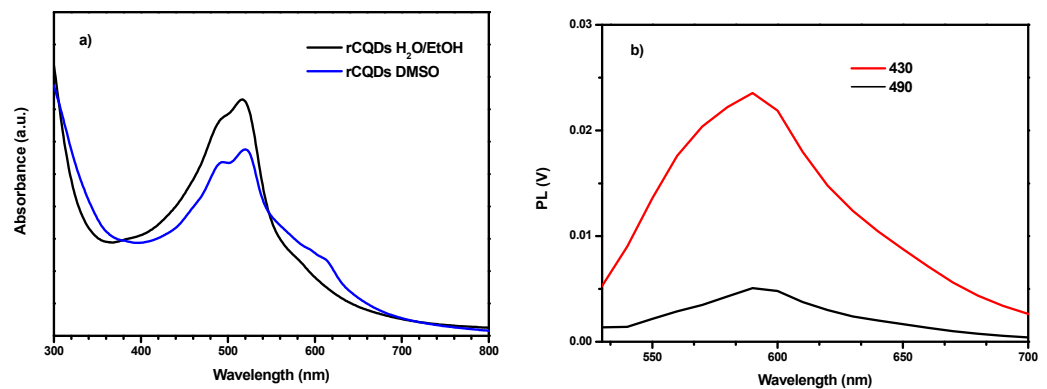 a)
rCQDs H₂O/EtOH
rCQDs DMSO
Absorbance (a.u.)
300 400 500 600 700 800
Wavelength (nm)
b)
430
490
PL (V)
0.03
0.02
0.01
0.00
550 600 650 700
Wavelength (nm)